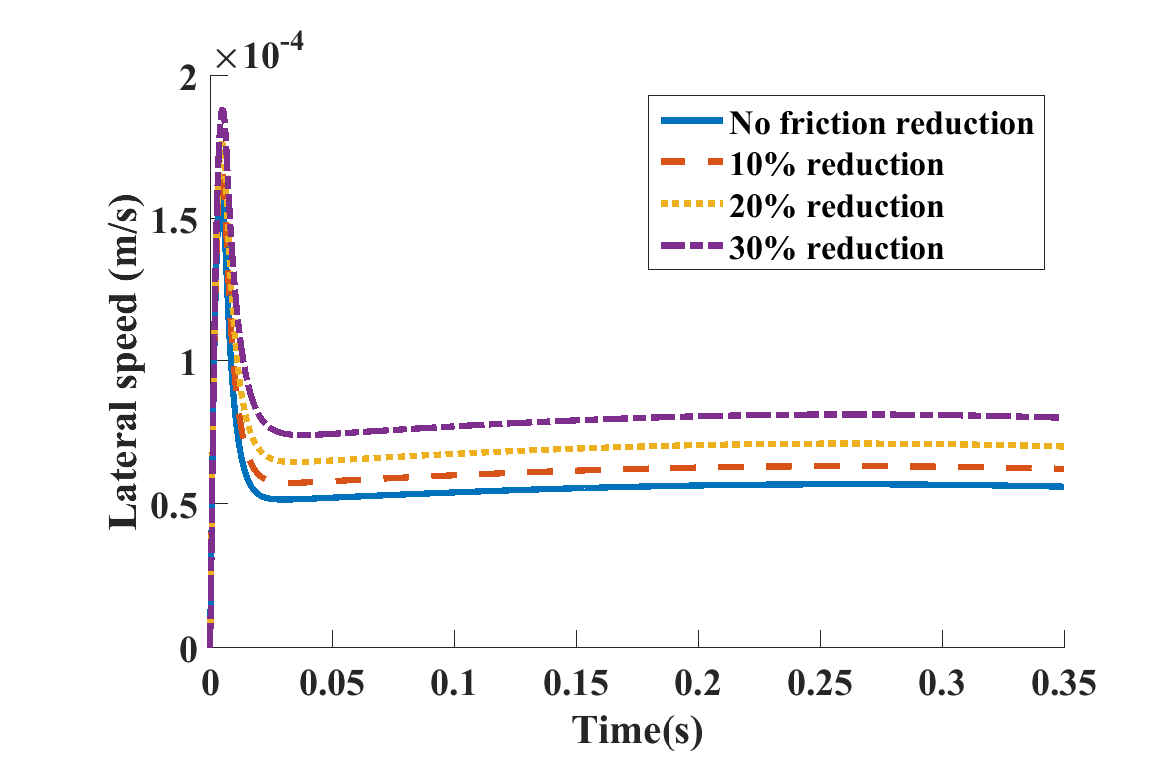 ×10-4
2
1.5
1
0.5
0
Lateral speed (m/s)
No friction reduction
10% reduction
20% reduction
30% reduction
0 0.05 0.1 0.15 0.2 0.25 0.3 0.35
Time(s)